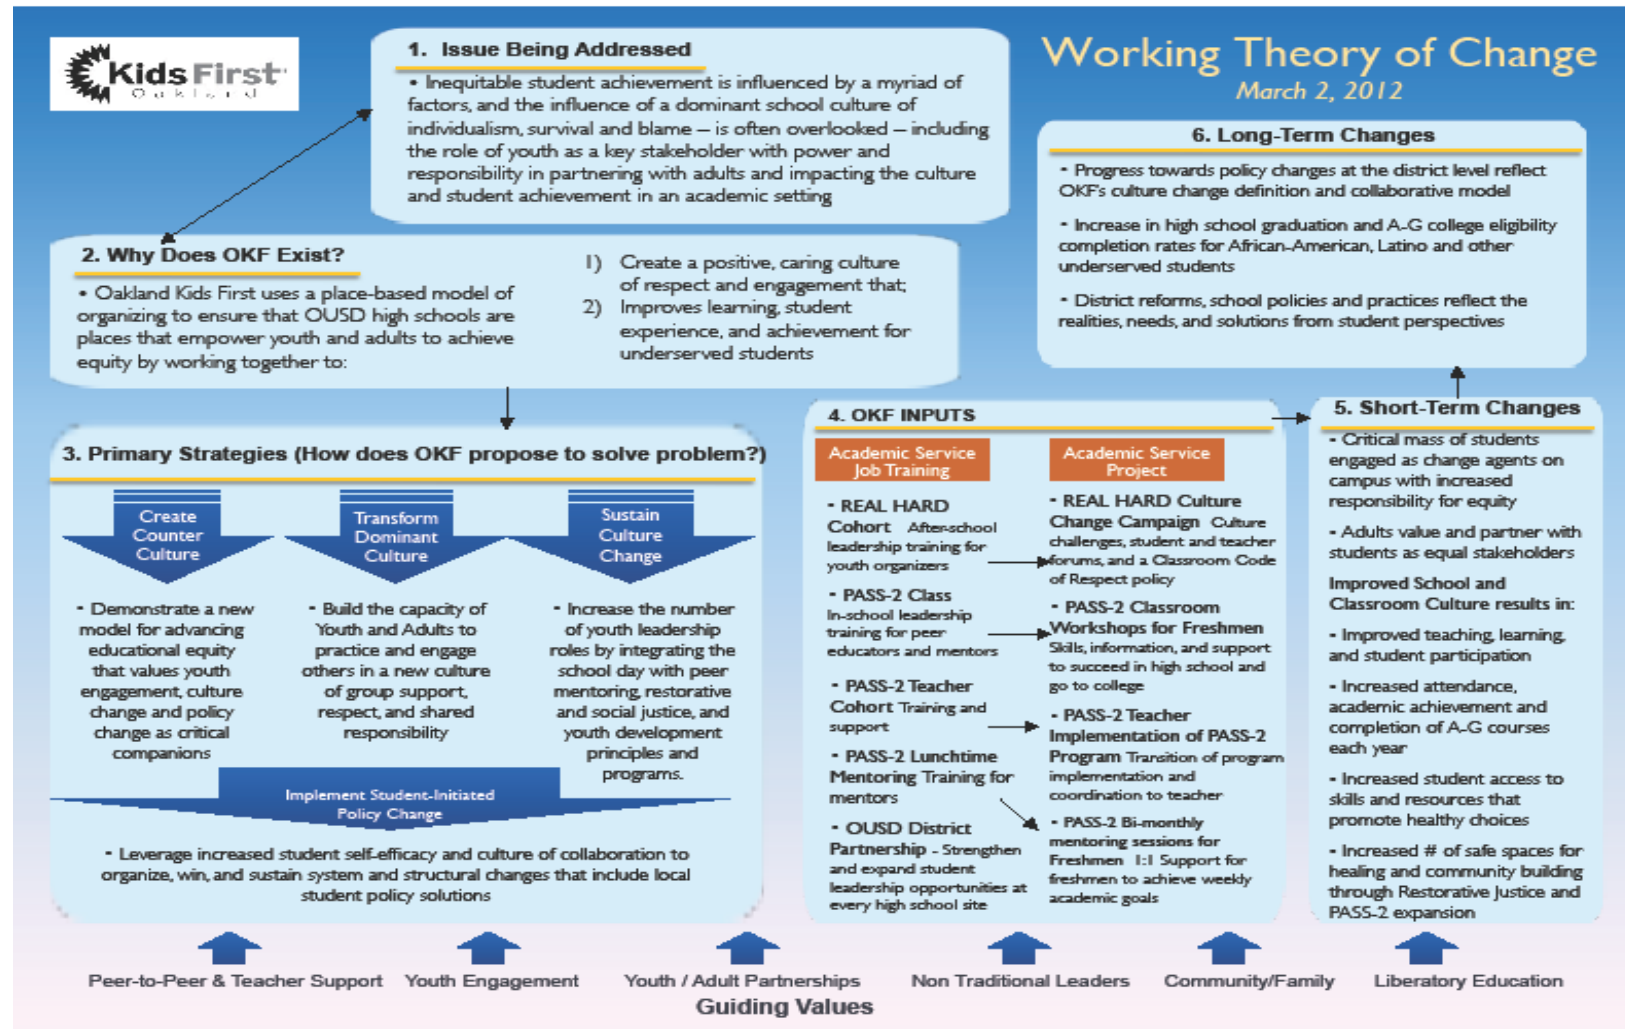 KidsFirst
Oakland
Working Theory of Change
March 2, 2012
1. Issue Being Addressed
• Inequitable student achievement is influenced by a myriad of
factors, and the influence of a dominant school culture of
individualism, survival and blame – is often overlooked – including
the role of youth as a key stakeholder with power and
responsibility in partnering with adults and impacting the culture
and student achievement in an academic setting
2. Why Does OKF Exist?
• Oakland Kids First uses a place-based model of
organizing to ensure that OUSD high schools are
places that empower youth and adults to achieve
equity by working together to:
1) Create a positive, caring culture
of respect and engagement that;
2) Improves learning, student
experience, and achievement for
underserved students
3. Primary Strategies (How does OKF propose to solve problem?)
Create
Counter
Culture
• Demonstrate a new
model for advancing
educational equity
that values youth
engagement, culture
change and policy
change as critical
companions
Transform
Dominant
Culture
• Build the capacity of
Youth and Adults to
practice and engage
others in a new culture
of group support,
respect, and shared
responsibility
Sustain
Culture
Change
• Increase the number
of youth leadership
roles by integrating the
school day with peer
mentoring, restorative
and social justice, and
youth development
principles and
programs.
Implement Student-Initiated
Policy Change
• Leverage increased student self-efficacy and culture of collaboration to
organize, win, and sustain system and structural changes that include local
student policy solutions
4. OKF INPUTS
Academic Service
Job Training
• REAL HARD
Cohort After-school
leadership training for
youth organizers
• PASS-2 Class
In-school leadership
training for peer
educators and mentors
• PASS-2 Teacher
Cohort Training and
support
• PASS-2 Lunchtime
Mentoring Training for
mentors
• OUSD District
Partnership - Strengthen
and expand student
leadership opportunities at
every high school site
Academic Service
Project
• REAL HARD Culture
Change Campaign Culture
challenges, student and teacher
forums, and a Classroom Code
of Respect policy
• PASS-2 Classroom
Workshops for Freshmen
Skills, information, and support
to succeed in high school and
go to college
• PASS-2 Teacher
Implementation of PASS-2
Program Transition of program
implementation and
coordination to teacher
• PASS-2 Bi-monthly
mentoring sessions for
Freshmen 1:1 Support for
freshmen to achieve weekly
academic goals
5. Short-Term Changes
• Critical mass of students
engaged as change agents on
campus with increased
responsibility for equity
• Adults value and partner with
students as equal stakeholders
Improved School and
Classroom Culture results in:
• Improved teaching, learning,
and student participation
• Increased attendance,
academic achievement and
completion of A-G courses
each year
• Increased student access to
skills and resources that
promote healthy choices
• Increased # of safe spaces for
healing and community building
through Restorative Justice and
PASS-2 expansion
6. Long-Term Changes
• Progress towards policy changes at the district level reflect
OKF's culture change definition and collaborative model
• Increase in high school graduation and A-G college eligibility
completion rates for African-American, Latino and other
underserved students
• District reforms, school policies and practices reflect the
realities, needs, and solutions from student perspectives
Peer-to-Peer & Teacher Support
Youth Engagement
Youth / Adult Partnerships
Non Traditional Leaders
Community/Family
Liberatory Education
Guiding Values